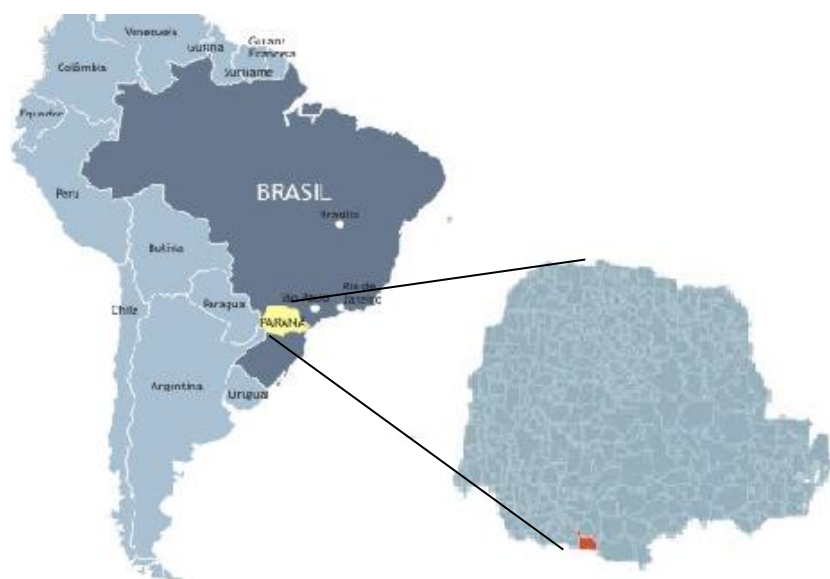 Venezuela
Guiana
Guiana
Francesa
Suriname
Colômbia
Equador
Peru
BRASIL
Brasília
Bolívia
Rio de
Janeiro
São Paulo
Paraguai
Chile
PARANÁ
Argentina
Uruguai